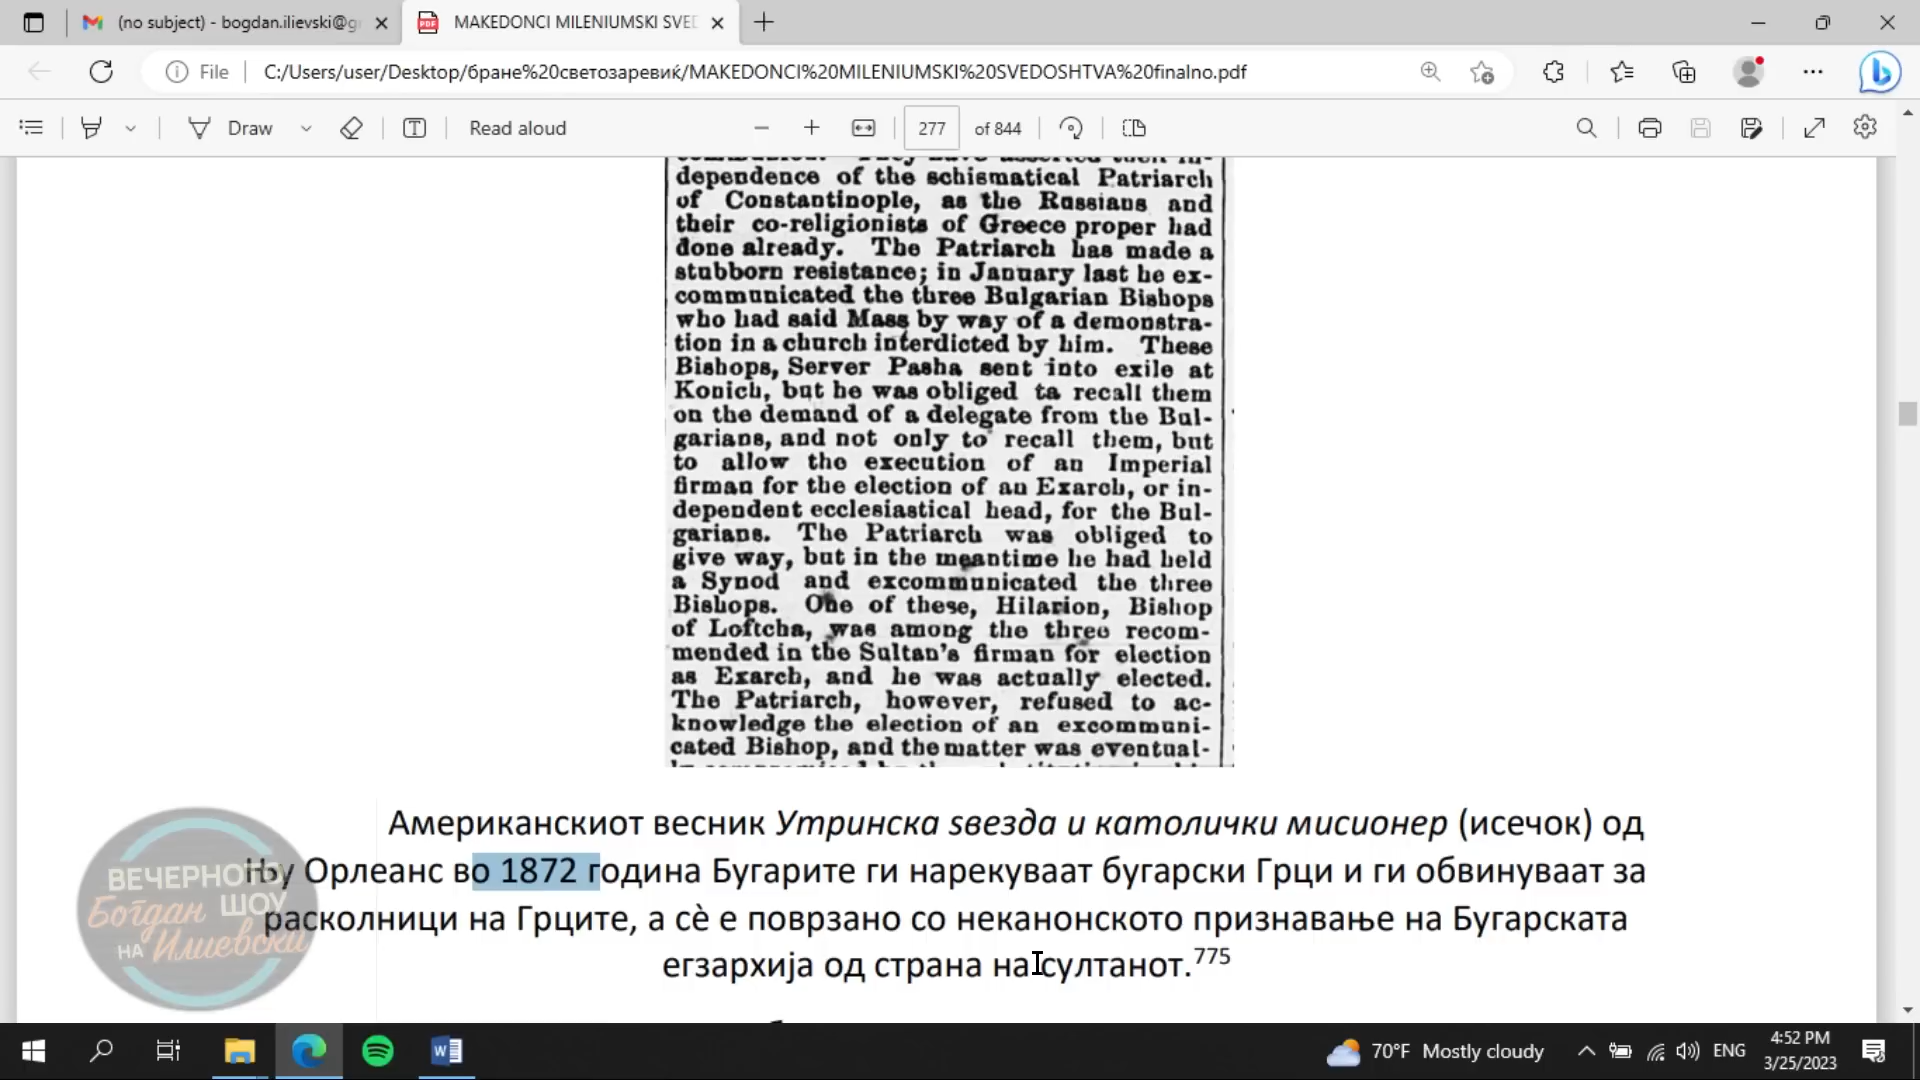 (no subject) - bogdan.ilievski@g
MAKEDONCI MILENIUMSKI SVE
File
C:/Users/user/Desktop/бране%20светозаревиќ/MAKEDONCI%20MILENIUMSKI%20SVEDOSHTVA%20finalno.pdf
Draw
Read aloud
277
of 844
They have asserted their in-
dependence of the schismatical Patriarch
of Constantinople, as the Russians and
their co-religionists of Greece proper had
done already. The Patriarch has made a
stubborn resistance; in January last he ex-
communicated the three Bulgarian Bishops
who had said Mass by way of a demonstra-
tion in a church interdicted by him. These
Bishops, Server Pasha sent into exile at
Konich, but he was obliged ta recall them
on the demand of a delegate from the Bul-
garians, and not only to recall them, but
to allow the execution of an Imperial
firman for the election of an Exarch, or in-
dependent ecclesiastical head, for the Bul-
garians. The Patriarch was obliged to
give way, but in the meantime he had held
a Synod and excommunicated the three
Bishops. One of these, Hilarion, Bishop
of Loftcha, was among the three recom-
mended in the Sultan's firman for election
as Exarch, and he was actually elected.
The Patriarch, however, refused to ac-
knowledge the election of an excommuni-
cated Bishop, and the matter was eventual-
Американскиот весник Утринска ѕвезда и католички мисионер (исечок) од
Њу Орлеанс во 1872 година Бугарите ги нарекуваат бугарски Грци и ги обвинуваат за
расколници на Грците, а сѐ е поврзано со неканонското признавање на Бугарската
егзархија од страна на султанот.775
ВЕЧЕРНОТО
ШОУ
НА
Богдан
Илиевски
70°F Mostly cloudy
ENG
4:52 PM
3/25/2023